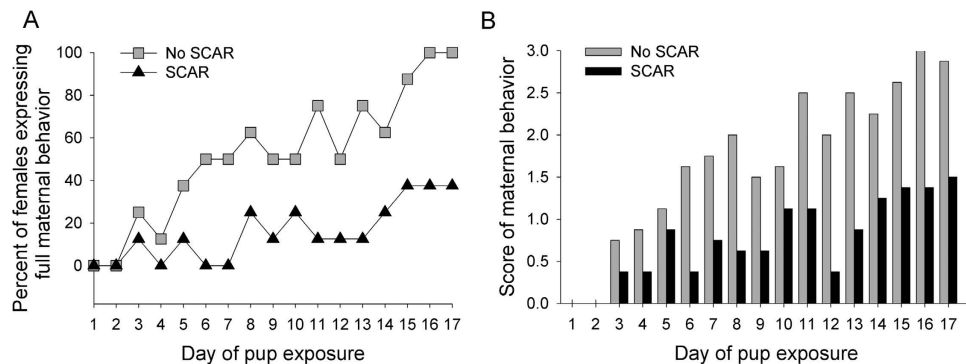 A
Percent of females expressing
full maternal behavior
100
80
60
40
20
0
No SCAR
SCAR
1 2 3 4 5 6 7 8 9 10 11 12 13 14 15 16 17
Day of pup exposure
B
Score of maternal behavior
3.0
2.5
2.0
1.5
1.0
0.5
0.0
No SCAR
SCAR
1 2 3 4 5 6 7 8 9 10 11 12 13 14 15 16 17
Day of pup exposure